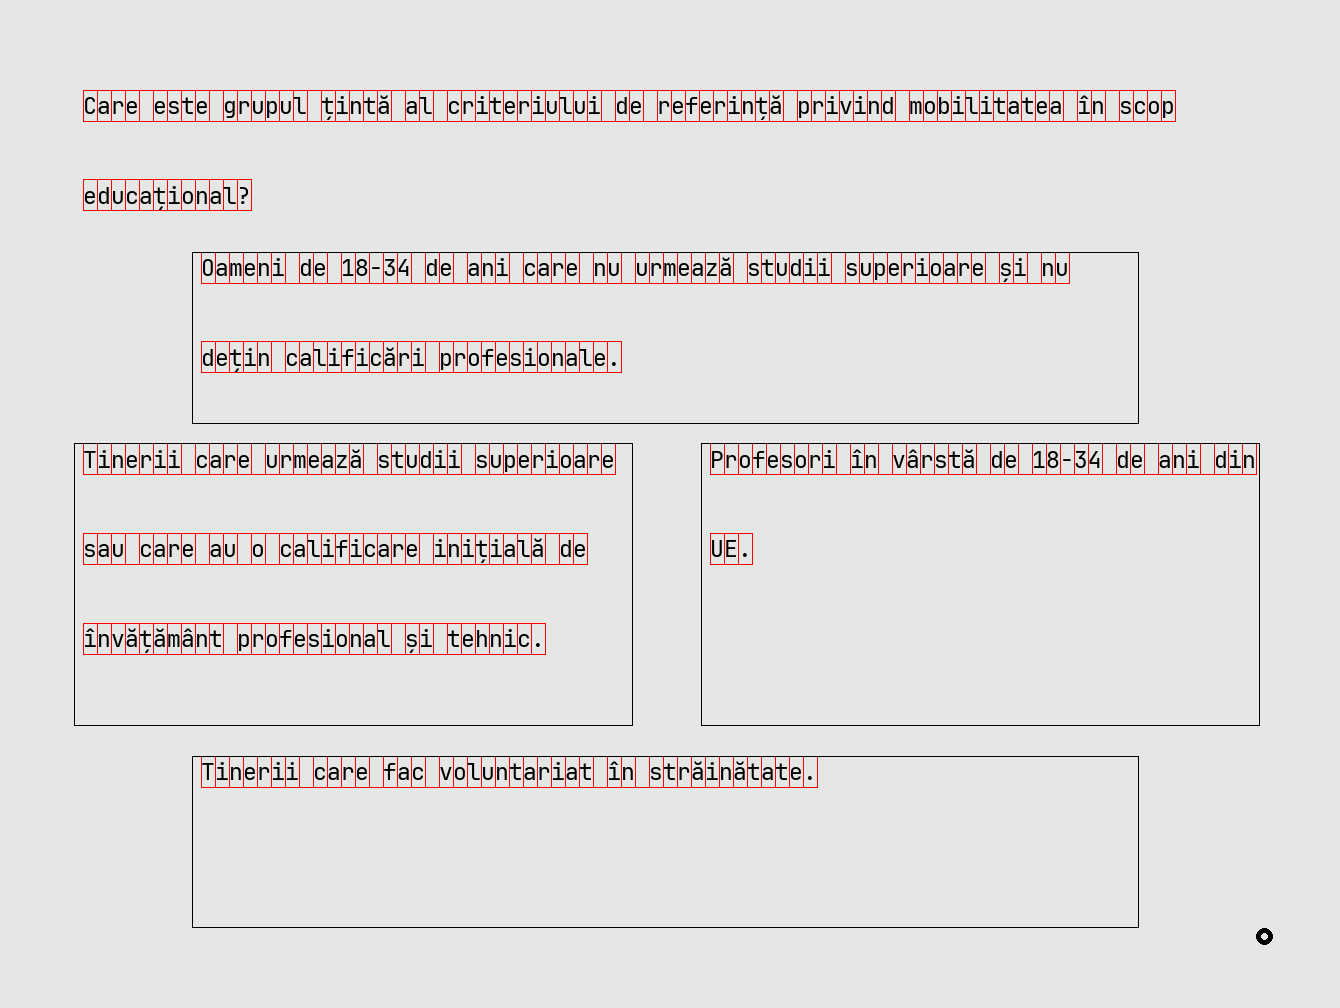 Care este grupul țintă al criteriului de referință privind mobilitatea în scop
educațional?
Oameni de 18-34 de ani care nu urmează studii superioare și nu
dețin calificări profesionale.
Tinerii care urmează studii superioare
sau care au o calificare inițială de
învățământ profesional și tehnic.
Profesori în vârstă de 18-34 de ani din
UE.
Tinerii care fac voluntariat în străinătate.